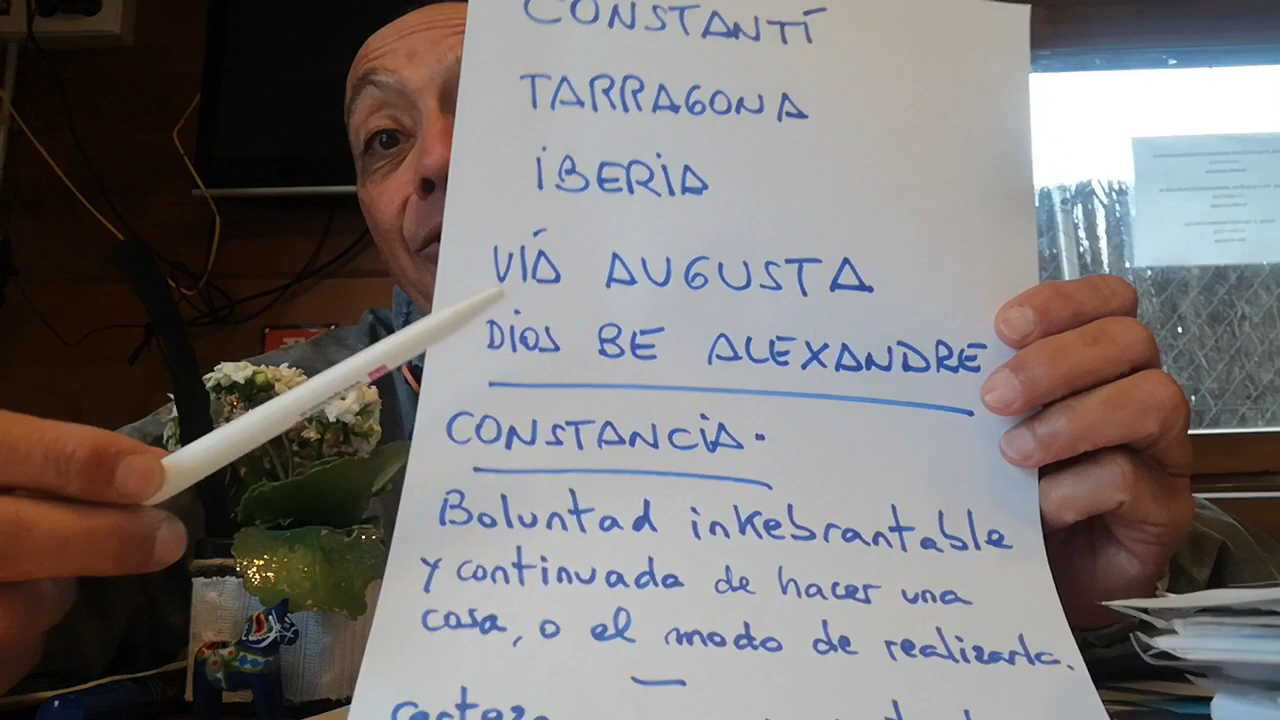 CONSTANTÍ
TARRAGONA
iBERiA
VÍA AUGUSTA
DiOS BE ALEXANDRE
CONSTANCiA.
Boluntad inkebrantable
y continuada de hacer una
cosa, o el modo de realizarla.